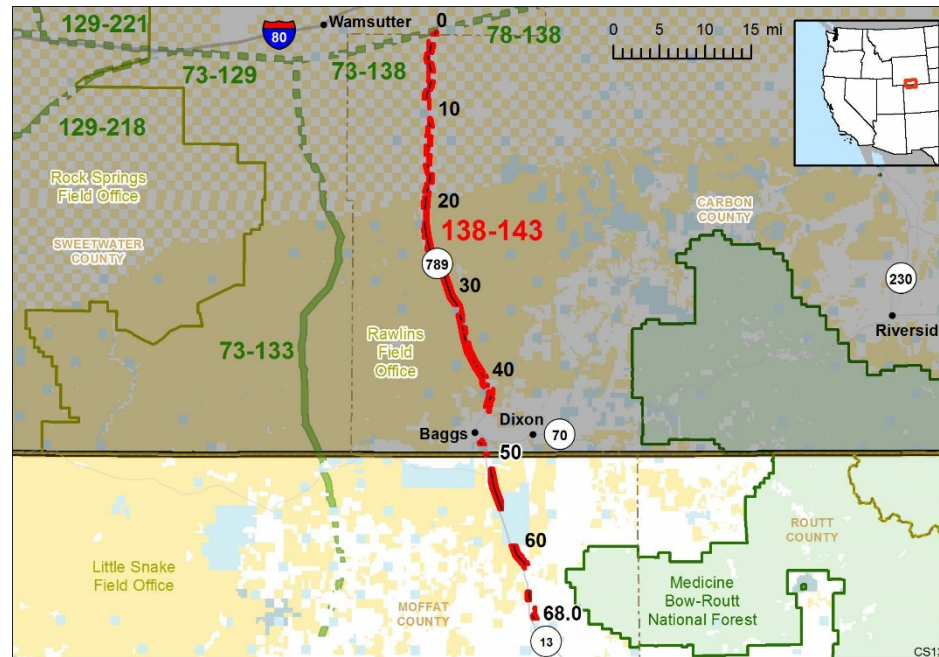 129-221
80
Wamsutter
0
78-138
0 5 10 15 mi
73-129
73-138
10
129-218
Rock Springs
Field Office
20
CARBON
COUNTY
138-143
SWEETWATER
COUNTY
789
30
230
Riversid
Rawlins
Field
Office
73-133
40
Dixon
Baggs
70
50
60
ROUTT
COUNTY
Little Snake
Field Office
Medicine
Bow-Routt
National Forest
MOFFAT
COUNTY
68.0
13